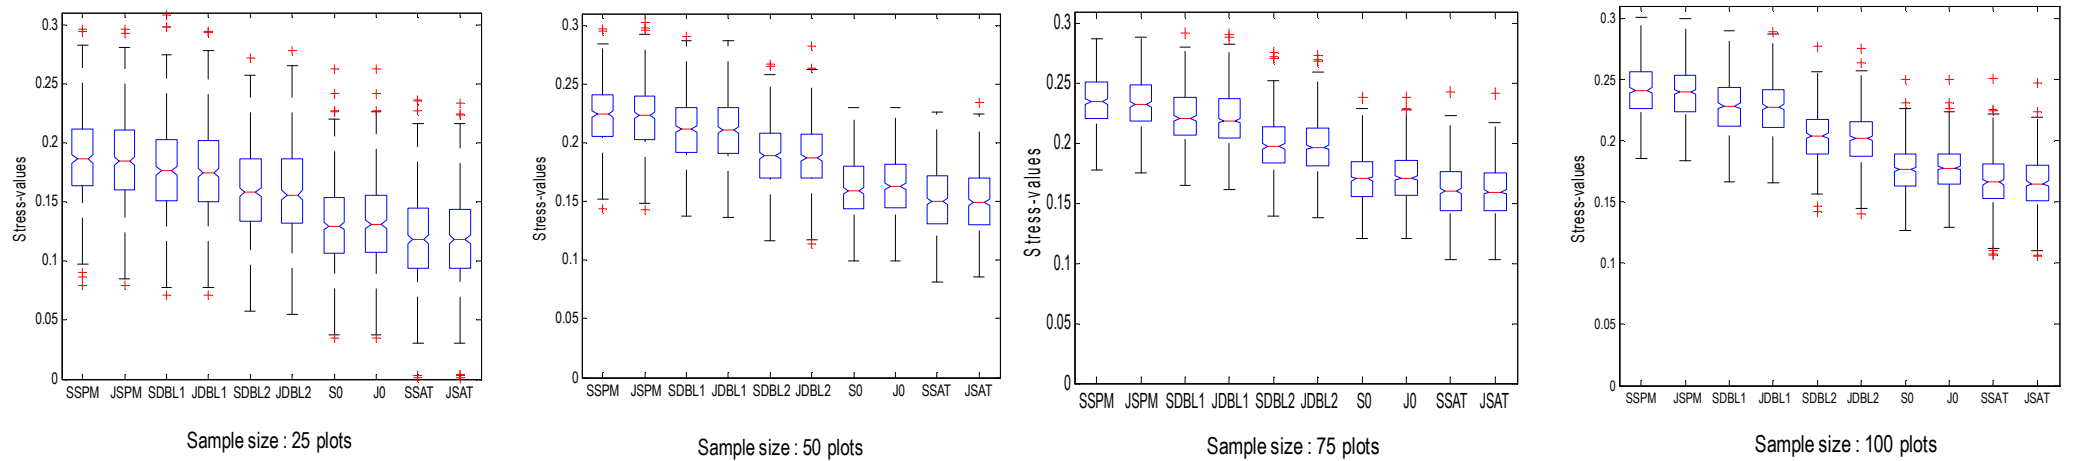 0.3
0.25
0.2
0.15
0.1
0.05
0
Stress-values
SSPM JSPM SDBL1 JDBL1 SDBL2 JDBL2 S0 J0 SSAT JSAT
Sample size : 25 plots
0.3
0.25
0.2
0.15
0.1
0.05
0
Stress-values
SSPM JSPM SDBL1 JDBL1 SDBL2 JDBL2 S0 J0 SSAT JSAT
Sample size : 50 plots
0.3
0.25
0.2
0.15
0.1
0.05
0
Stress-values
SSPM JSPM SDBL1 JDBL1 SDBL2 JDBL2 S0 J0 SSAT JSAT
Sample size : 75 plots
0.3
0.25
0.2
0.15
0.1
0.05
0
Stress-values
SSPM JSPM SDBL1 JDBL1 SDBL2 JDBL2 S0 J0 SSAT JSAT
Sample size : 100 plots